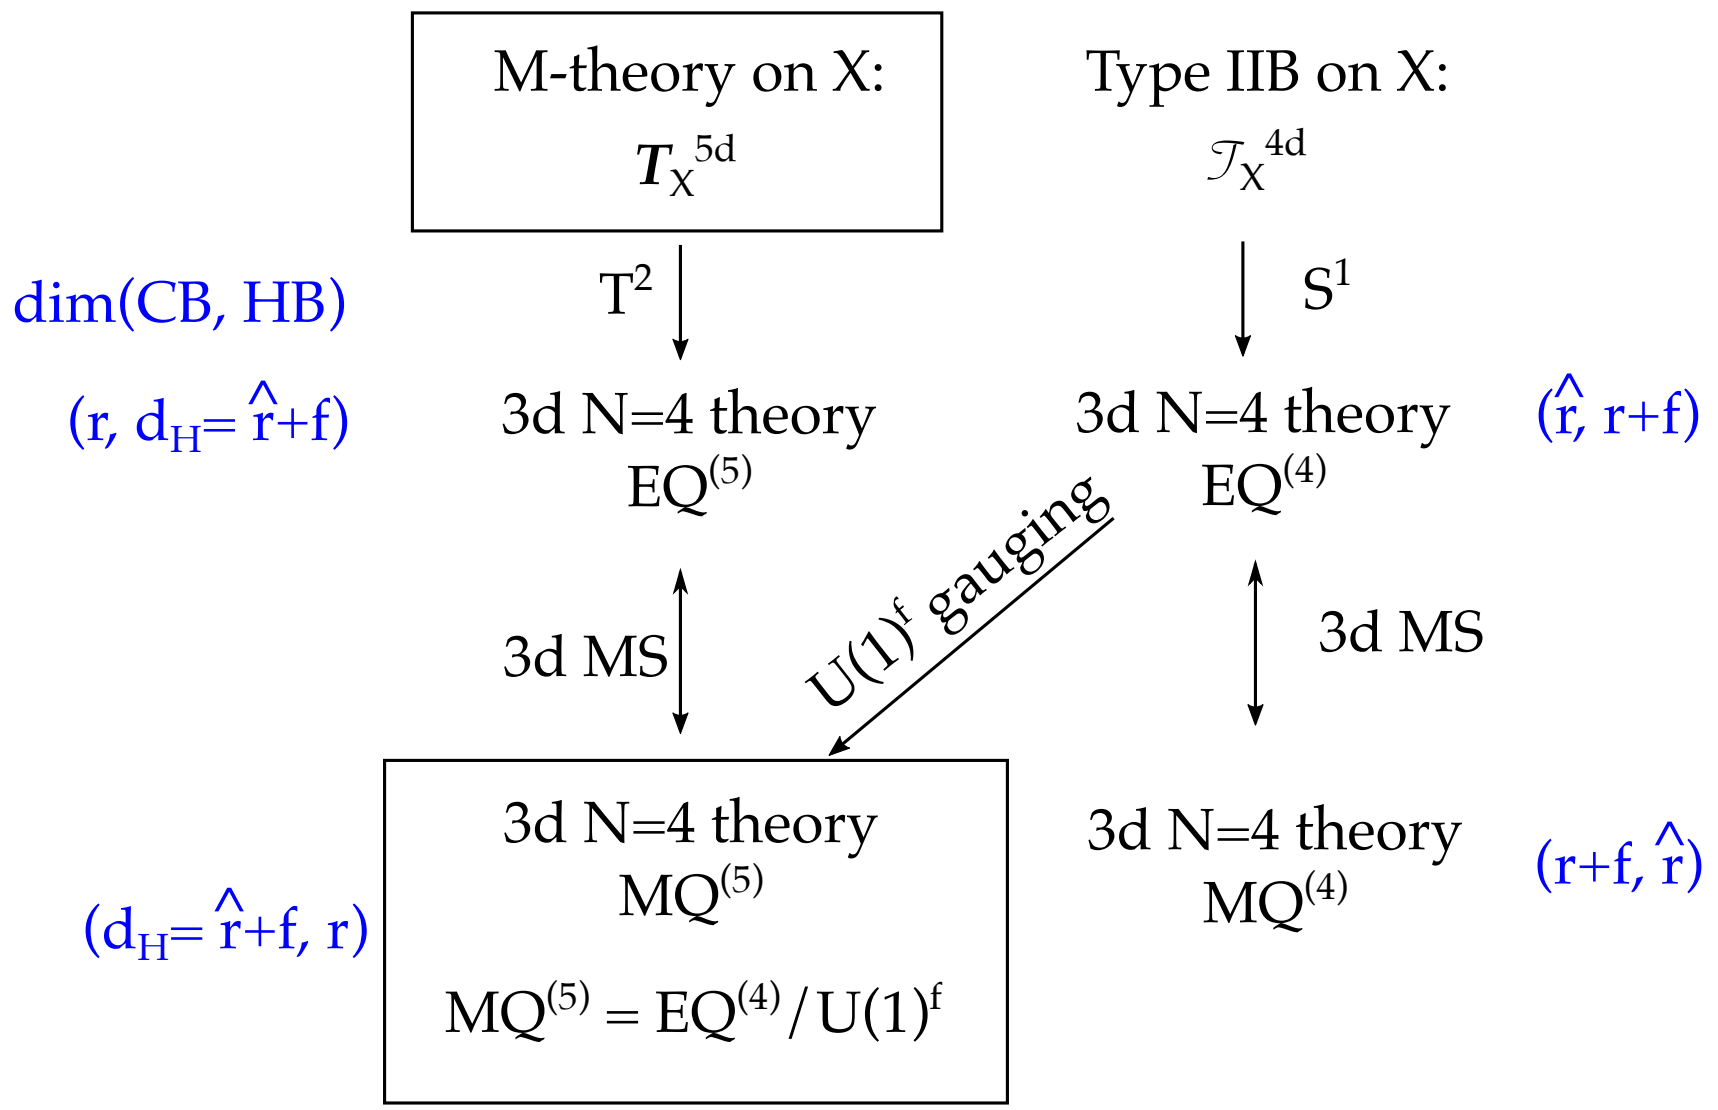 M-theory on X:
T_X^5d
Type IIB on X:
𝒯_X^4d
T²
S¹
dim(CB, HB)
(r, d_H= r̂+f)
3d N=4 theory
EQ^(5)
3d N=4 theory
EQ^(4)
(r̂, r+f)
3d MS
U(1)^f gauging
3d MS
3d N=4 theory
MQ^(5)
3d N=4 theory
MQ^(4)
(r+f, r̂)
(d_H= r̂+f, r)
MQ^(5) = EQ^(4)/U(1)^f